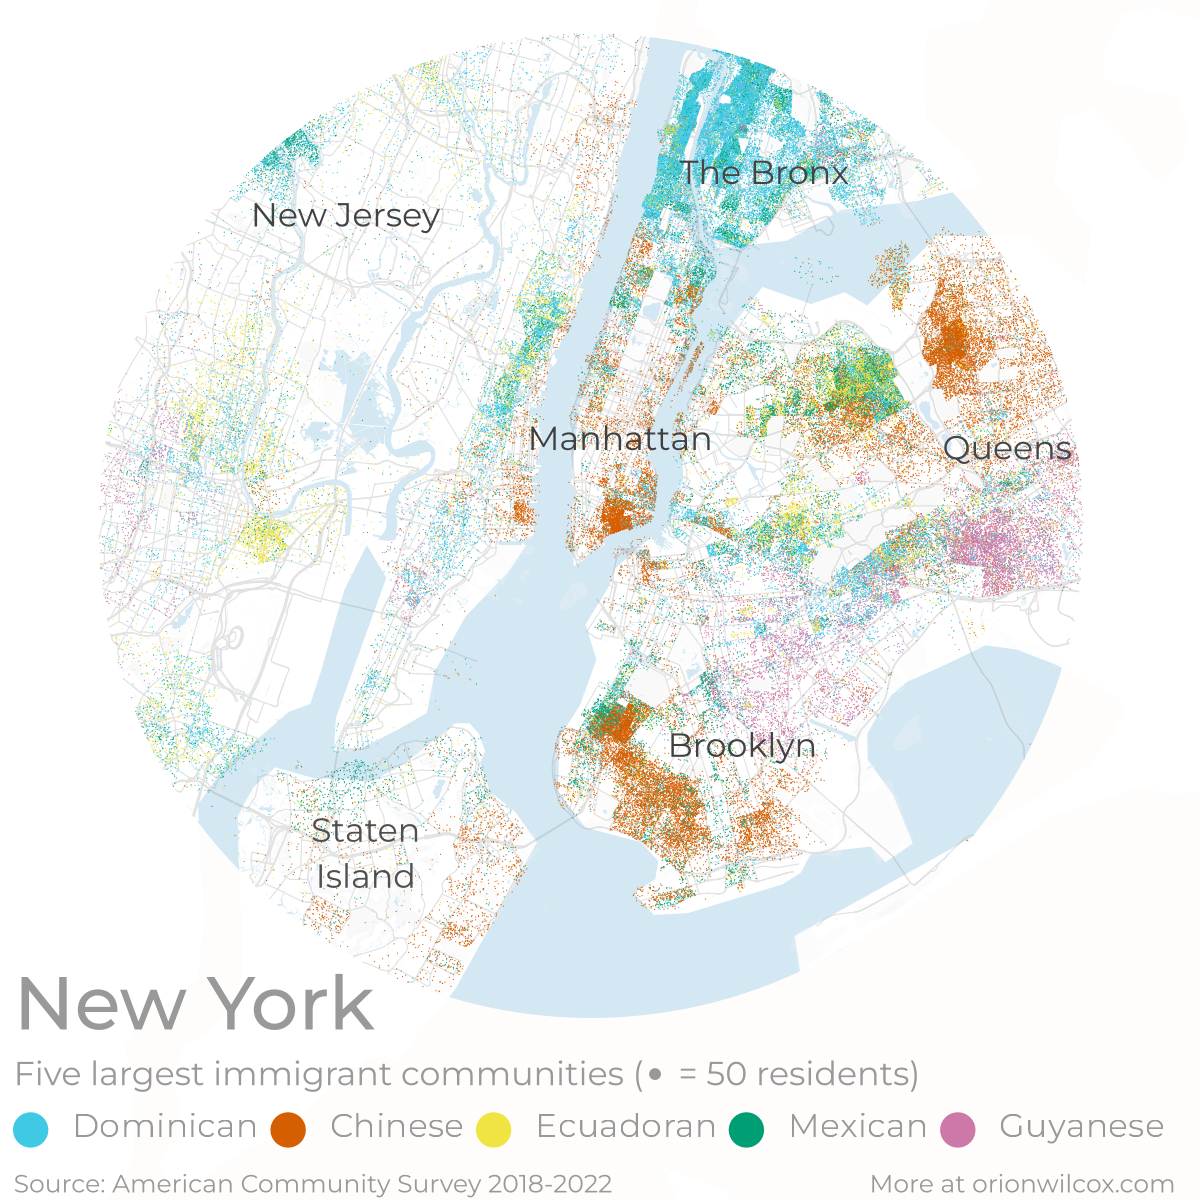 The Bronx
New Jersey
Manhattan
Queens
Brooklyn
Staten
Island
New York
Five largest immigrant communities (• = 50 residents)
Dominican Chinese Ecuadoran Mexican Guyanese
Source: American Community Survey 2018-2022 More at orionwilcox.com